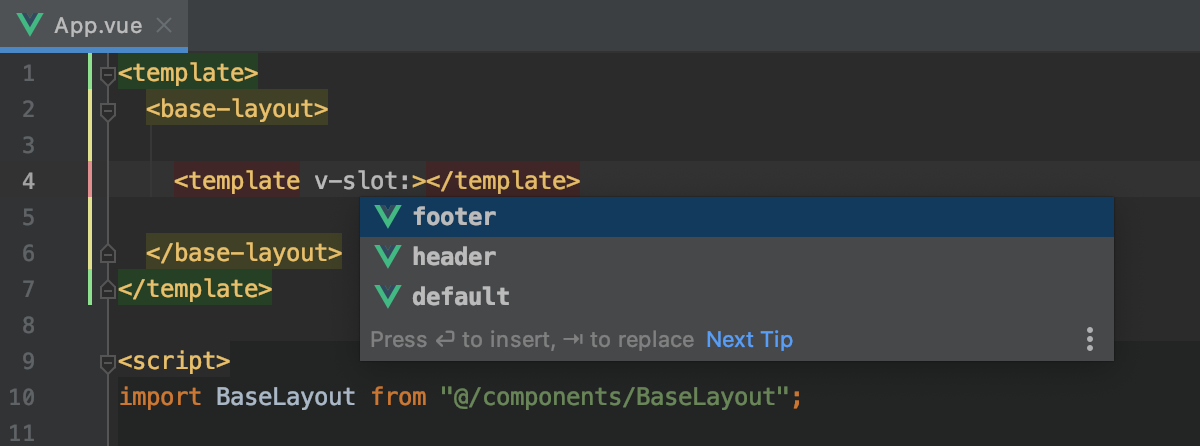 App.vue
1 <template>
2 <base-layout>
3
4 <template v-slot:></template>
5 footer
6 </base-layout> header
7 </template> default
8 Press ⏎ to insert, ⇥ to replace Next Tip
9 <script>
10 import BaseLayout from "@/components/BaseLayout";
11